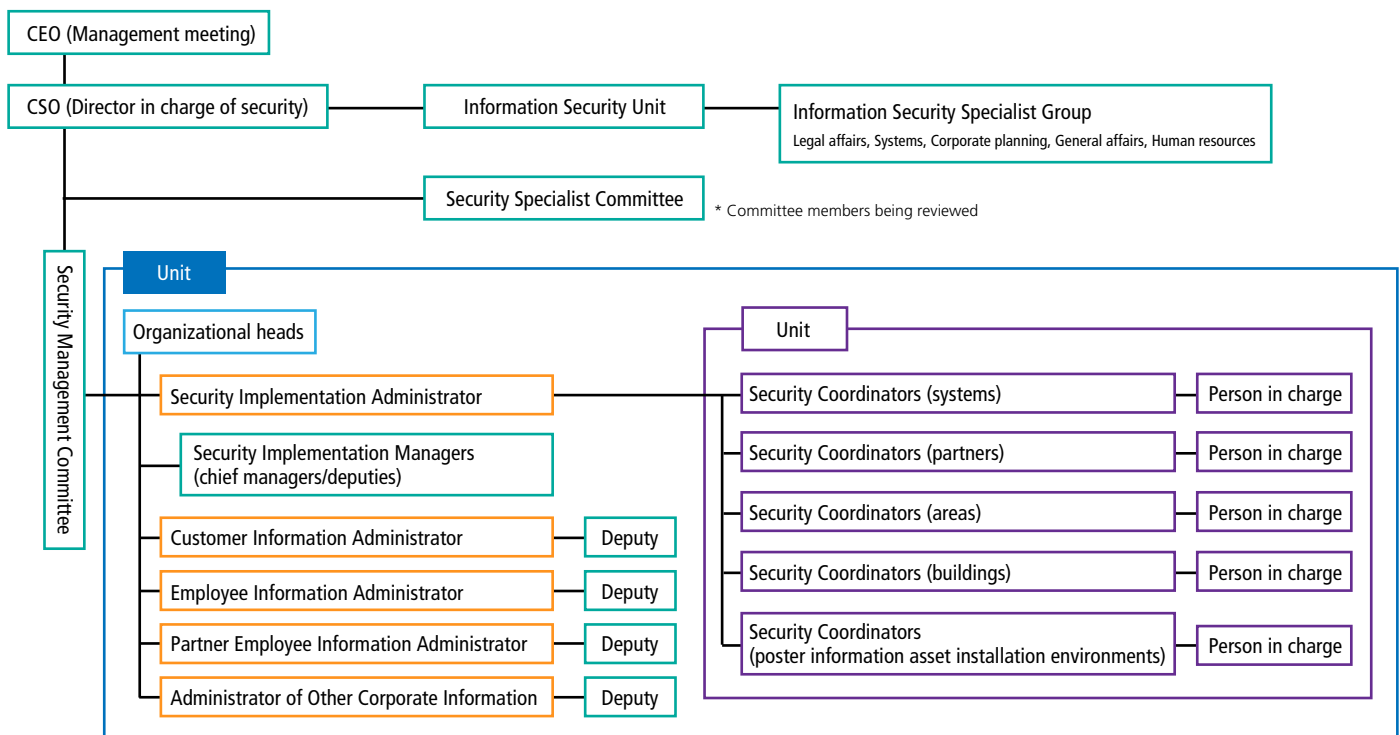 CEO (Management meeting)
CSO (Director in charge of security)
Information Security Unit
Information Security Specialist Group
Legal affairs, Systems, Corporate planning, General affairs, Human resources
Security Specialist Committee
* Committee members being reviewed
Security Management Committee
Unit
Organizational heads
Unit
Security Implementation Administrator
Security Coordinators (systems)
Person in charge
Security Implementation Managers
(chief managers/deputies)
Security Coordinators (partners)
Person in charge
Security Coordinators (areas)
Person in charge
Customer Information Administrator
Deputy
Security Coordinators (buildings)
Person in charge
Employee Information Administrator
Deputy
Security Coordinators
(poster information asset installation environments)
Person in charge
Partner Employee Information Administrator
Deputy
Administrator of Other Corporate Information
Deputy